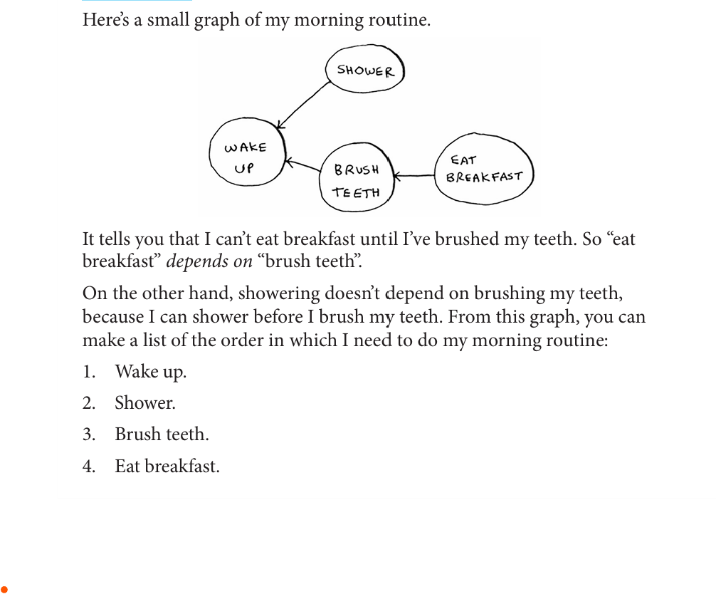 Here's a small graph of my morning routine.
SHOWER
WAKE
UP
BRUSH
TEETH
EAT
BREAKFAST
It tells you that I can't eat breakfast until I've brushed my teeth. So “eat
breakfast” depends on “brush teeth”.
On the other hand, showering doesn't depend on brushing my teeth,
because I can shower before I brush my teeth. From this graph, you can
make a list of the order in which I need to do my morning routine:
1. Wake up.
2. Shower.
3. Brush teeth.
4. Eat breakfast.